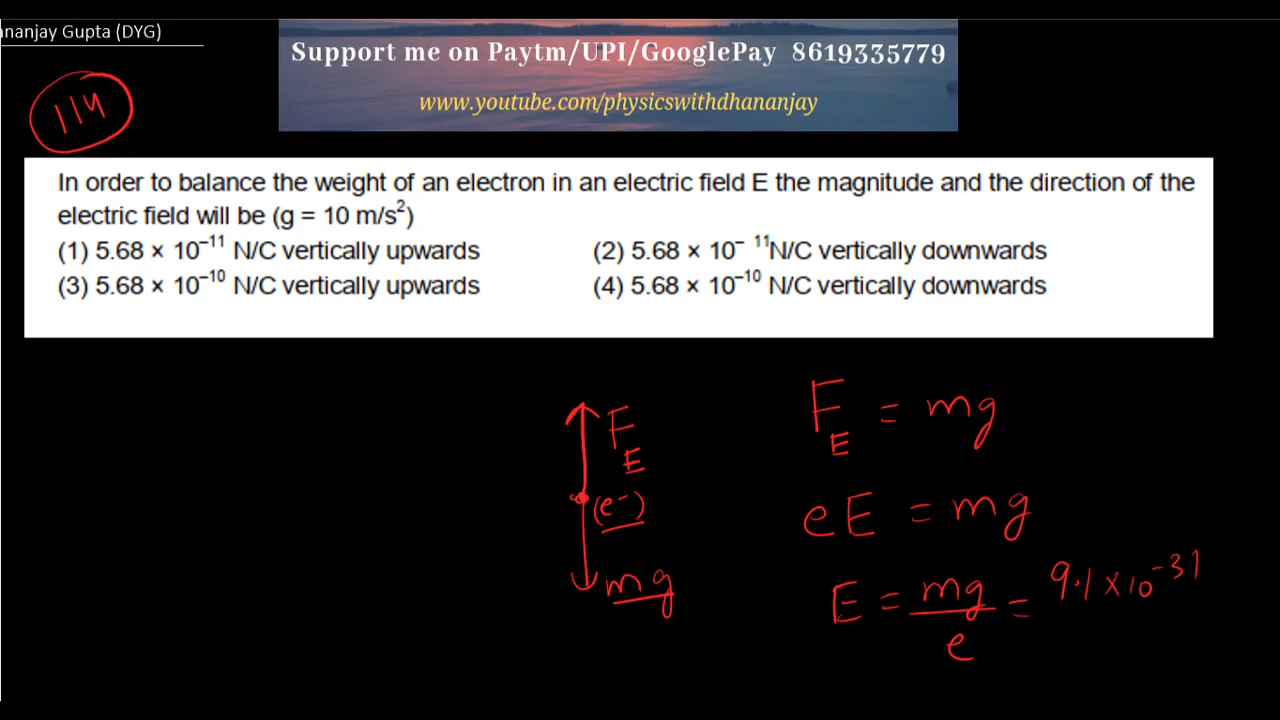 ananjay Gupta (DYG)
Support me on Paytm/UPI/GooglePay 8619335779
www.youtube.com/physicswithdhananjay
114
In order to balance the weight of an electron in an electric field E the magnitude and the direction of the
electric field will be (g = 10 m/s²)
(1) 5.68 × 10⁻¹¹ N/C vertically upwards
(2) 5.68 × 10⁻ ¹¹N/C vertically downwards
(3) 5.68 × 10⁻¹⁰ N/C vertically upwards
(4) 5.68 × 10⁻¹⁰ N/C vertically downwards
F_E
(e⁻)
mg
F_E = mg
eE = mg
E = mg/e = 9.1 × 10⁻³¹